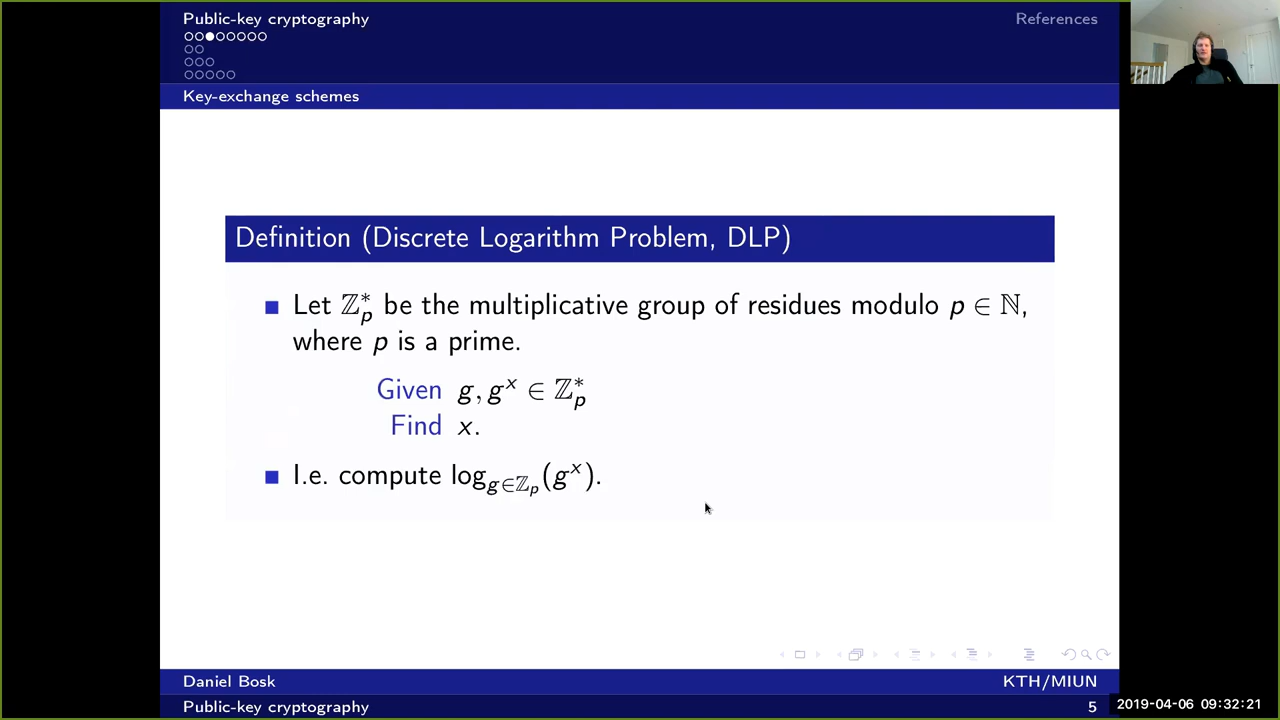 Public-key cryptography
References
Key-exchange schemes
Definition (Discrete Logarithm Problem, DLP)
Let ℤ*ₚ be the multiplicative group of residues modulo p ∈ ℕ,
where p is a prime.
Given g, gˣ ∈ ℤ*ₚ
Find x.
I.e. compute log_{g∈ℤₚ}(gˣ).
Daniel Bosk
KTH/MIUN
Public-key cryptography
5
2019-04-06 09:32:21